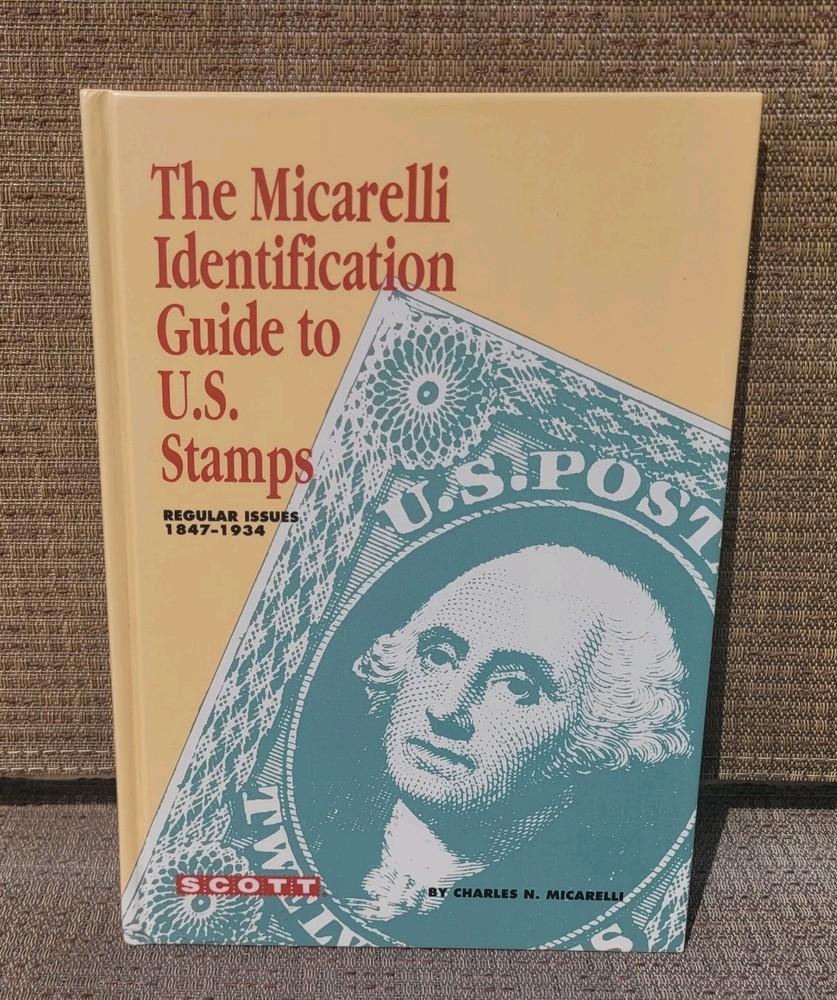 The Micarelli
Identification
Guide to
U.S.
Stamps
REGULAR ISSUES
1847-1934
U.S. POST
SCOTT
BY CHARLES N. MICARELLI